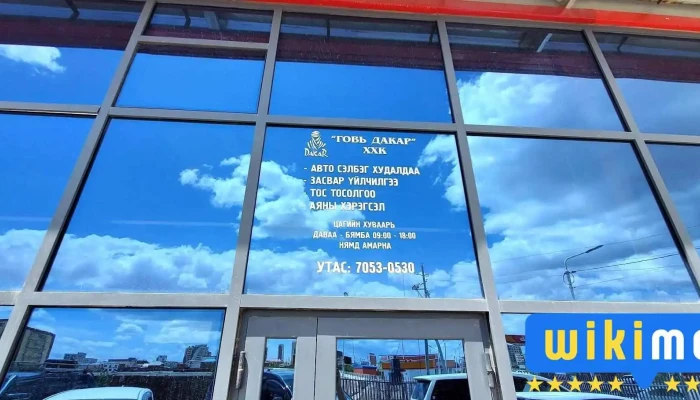 "ГОВЬ ДАКАР"
ХХК
DAKAR
- АВТО СЭЛБЭГ ХУДАЛДАА
- ЗАСВАР ҮЙЛЧИЛГЭЭ
- ТОС ТОСОЛГОО
- АЯНЫ ХЭРЭГСЭЛ
ЦАГИЙН ХУВААРЬ
ДАВАА - БЯМБА 09:00 - 18:00
НЯМД АМАРНА
УТАС: 7053-0530
wikim